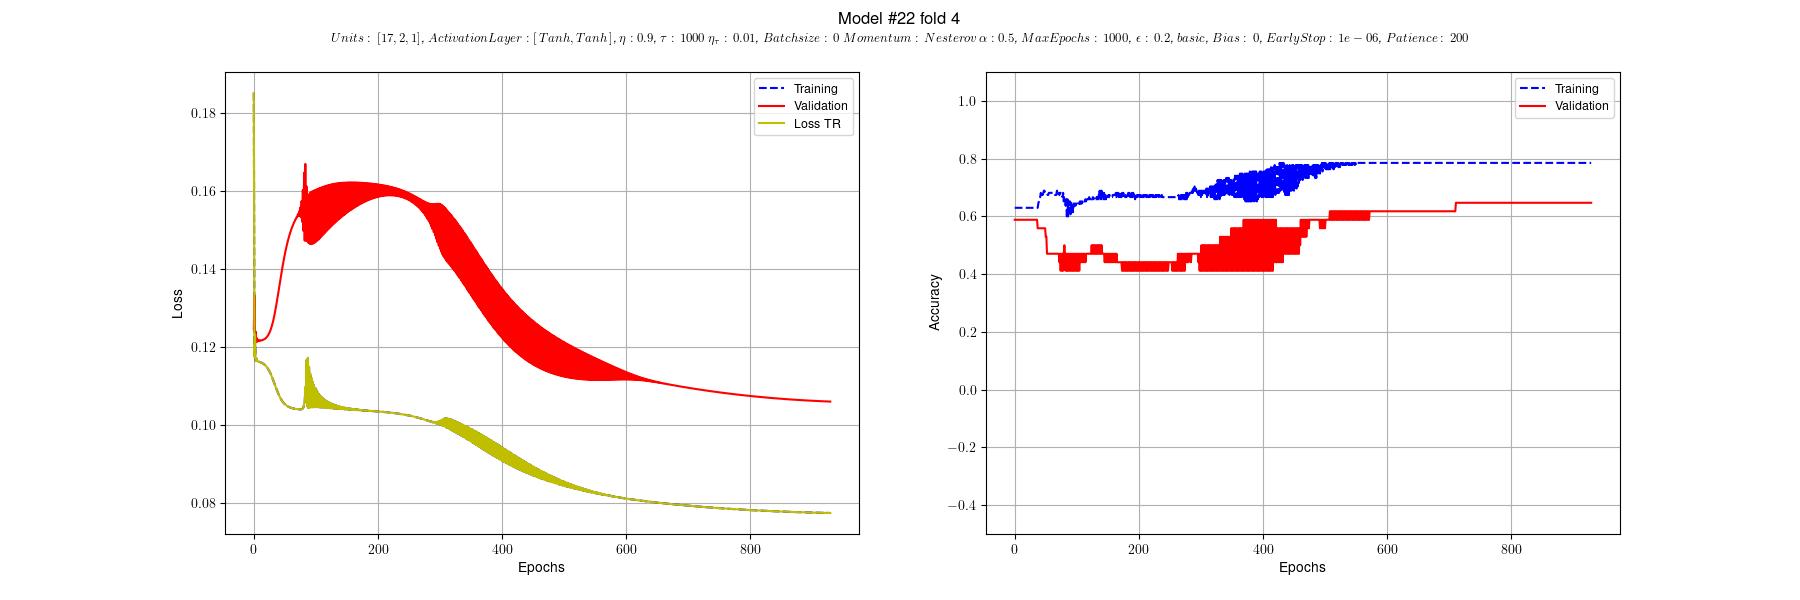 Model #22 fold 4
Units : [17, 2, 1], ActivationLayer : [Tanh, Tanh], η : 0.9, τ : 1000 ητ : 0.01, Batchsize : 0 Momentum : Nesterov α : 0.5, MaxEpochs : 1000, ϵ : 0.2, basic, Bias : 0, EarlyStop : 1e − 06, Patience : 200
Training
Validation
Loss TR
0.18
0.16
0.14
0.12
0.10
0.08
Loss
0 200 400 600 800
Epochs
Training
Validation
1.0
0.8
0.6
0.4
0.2
0.0
−0.2
−0.4
Accuracy
0 200 400 600 800
Epochs